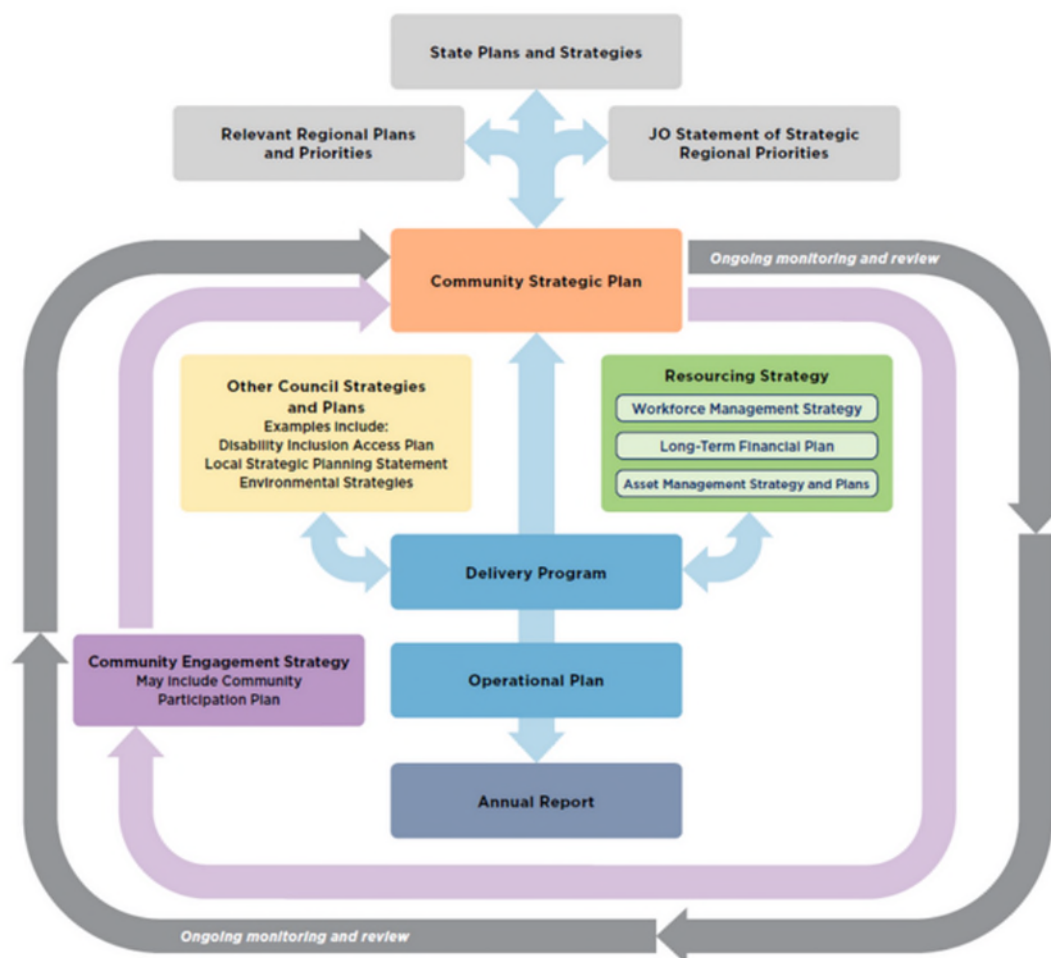 State Plans and Strategies
Relevant Regional Plans
and Priorities
JO Statement of Strategic
Regional Priorities
Community Strategic Plan
Ongoing monitoring and review
Other Council Strategies
and Plans
Examples include:
Disability Inclusion Access Plan
Local Strategic Planning Statement
Environmental Strategies
Resourcing Strategy
Workforce Management Strategy
Long-Term Financial Plan
Asset Management Strategy and Plans
Delivery Program
Community Engagement Strategy
May include Community
Participation Plan
Operational Plan
Annual Report
Ongoing monitoring and review